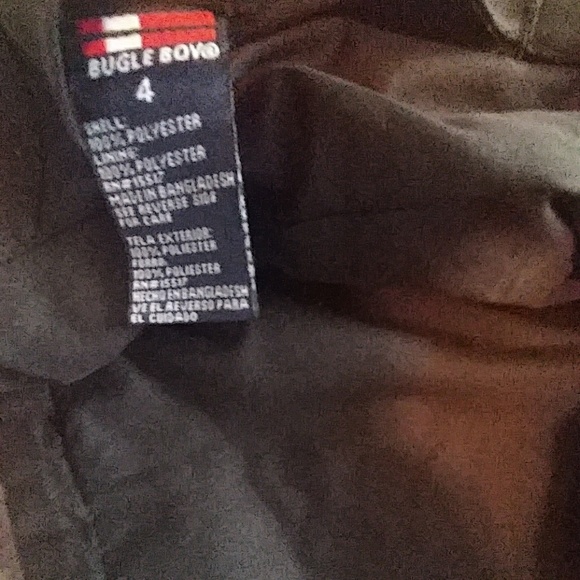 BUGLE BOY®
4
SHELL:
100% POLYESTER
LINING:
100% POLYESTER
RN#15517
MADE IN BANGLADESH
SEE REVERSE SIDE
FOR CARE
TELA EXTERIOR:
100% POLIESTER
FORRO:
100% POLIESTER
RN#15517
HECHO EN BANGLADESH
VE EL REVERSO PARA
EL CUIDADO